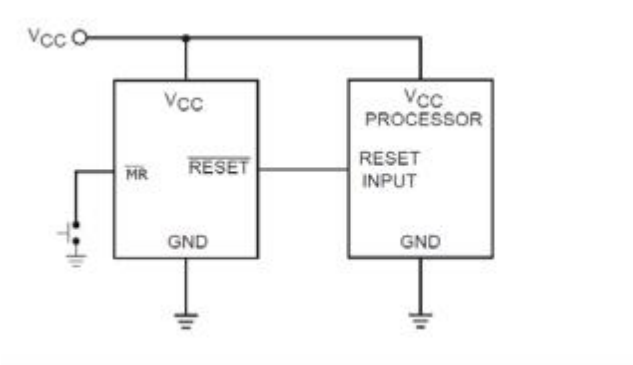 VCC
VCC
MR
RESET
GND
VCC
PROCESSOR
RESET
INPUT
GND